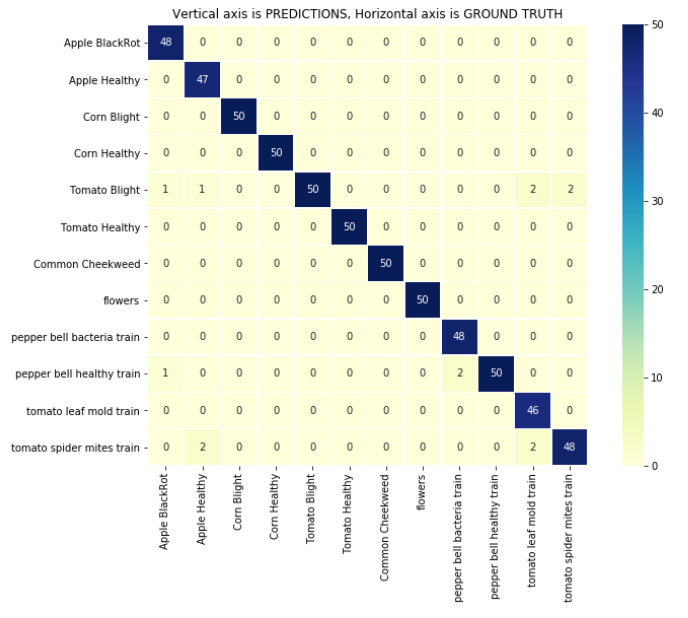 Vertical axis is PREDICTIONS, Horizontal axis is GROUND TRUTH
Apple BlackRot 48 0 0 0 0 0 0 0 0 0 0 0
Apple Healthy 0 47 0 0 0 0 0 0 0 0 0 0
Corn Blight 0 0 50 0 0 0 0 0 0 0 0 0
Corn Healthy 0 0 0 50 0 0 0 0 0 0 0 0
Tomato Blight 1 1 0 0 50 0 0 0 0 0 2 2
Tomato Healthy 0 0 0 0 0 50 0 0 0 0 0 0
Common Cheekweed 0 0 0 0 0 0 50 0 0 0 0 0
flowers 0 0 0 0 0 0 0 50 0 0 0 0
pepper bell bacteria train 0 0 0 0 0 0 0 0 48 0 0 0
pepper bell healthy train 1 0 0 0 0 0 0 0 2 50 0 0
tomato leaf mold train 0 0 0 0 0 0 0 0 0 0 46 0
tomato spider mites train 0 2 0 0 0 0 0 0 0 0 2 48
Apple BlackRot
Apple Healthy
Corn Blight
Corn Healthy
Tomato Blight
Tomato Healthy
Common Cheekweed
flowers
pepper bell bacteria train
pepper bell healthy train
tomato leaf mold train
tomato spider mites train
50
40
30
20
10
0